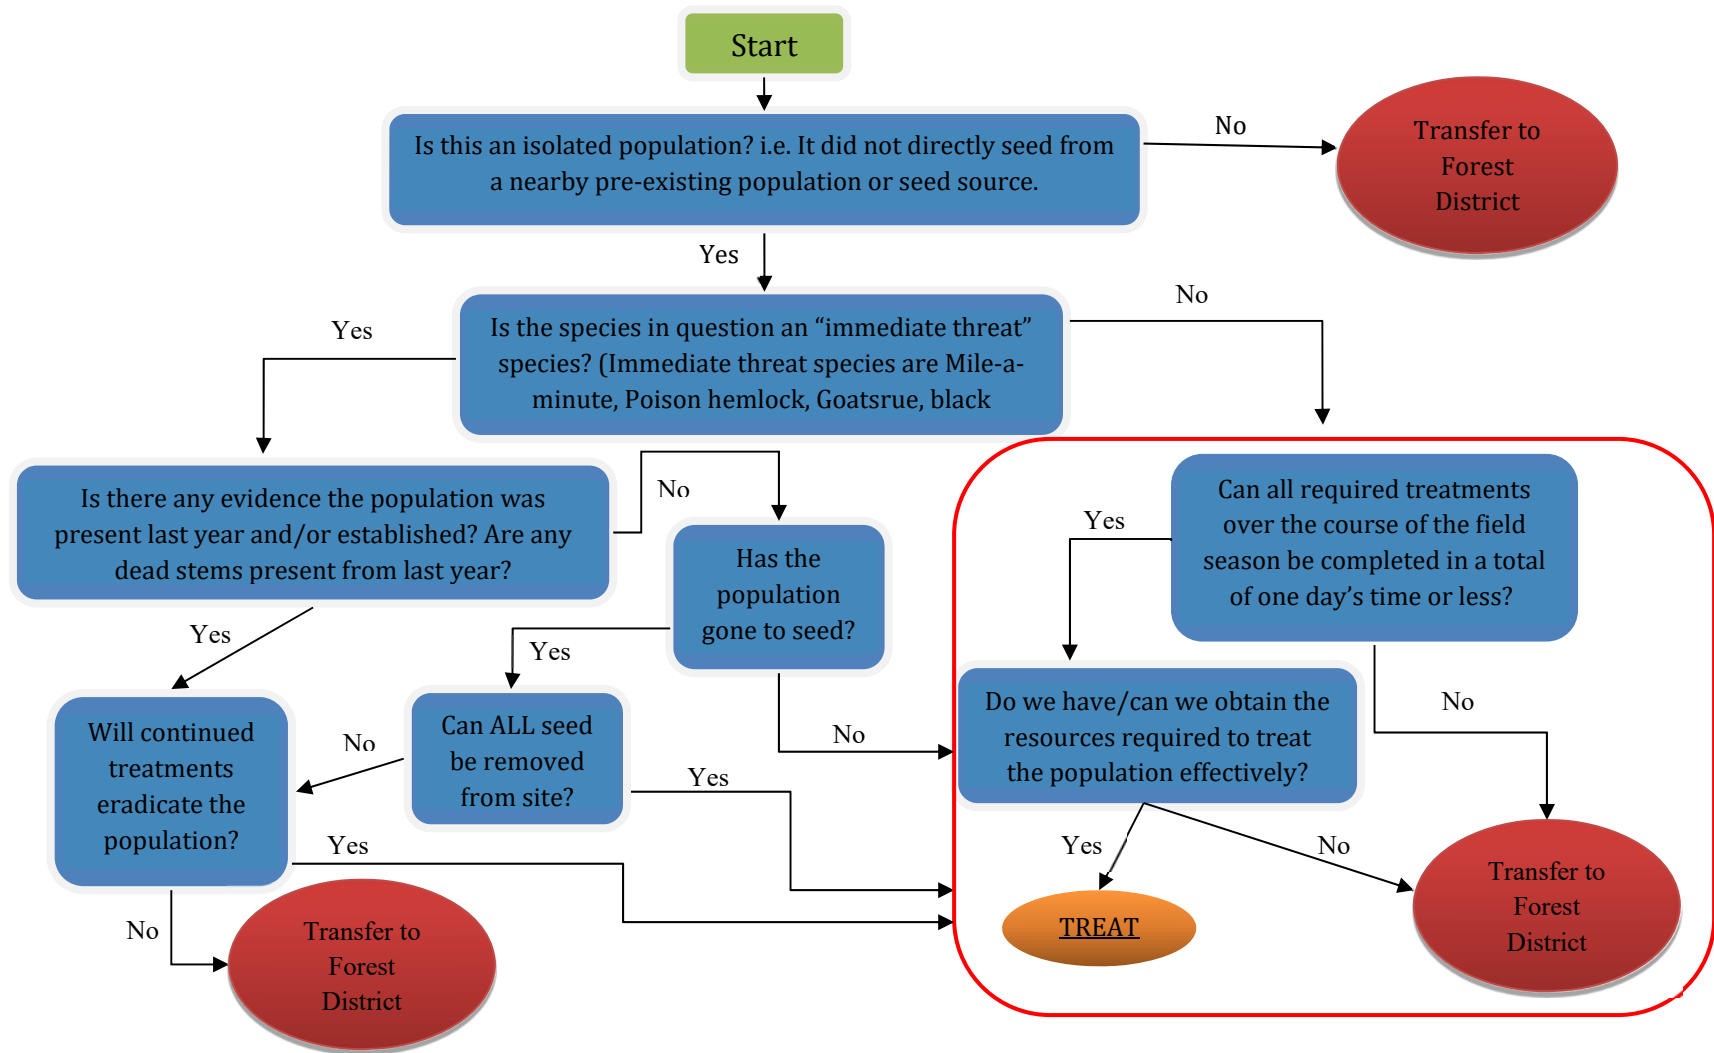 Start
Is this an isolated population? i.e. It did not directly seed from
a nearby pre-existing population or seed source.
No
Transfer to
Forest
District
Yes
Is the species in question an “immediate threat”
species? (Immediate threat species are Mile-a-
minute, Poison hemlock, Goatsrue, black
Yes
No
Is there any evidence the population was
present last year and/or established? Are any
dead stems present from last year?
No
Has the
population
gone to seed?
Can all required treatments
over the course of the field
season be completed in a total
of one day’s time or less?
Yes
Yes
Yes
No
No
Will continued
treatments
eradicate the
population?
No
Can ALL seed
be removed
from site?
Yes
Do we have/can we obtain the
resources required to treat
the population effectively?
Yes
No
Transfer to
Forest
District
Yes
No
TREAT
Transfer to
Forest
District